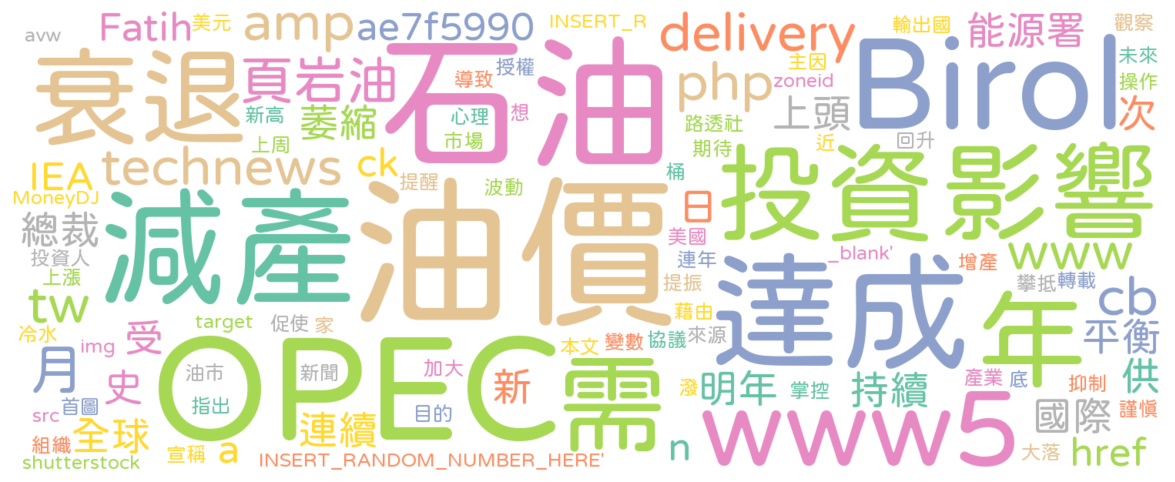 avw
Fatih
美元
amp
ae7f5990
INSERT_R
delivery
輸出國
能源署
觀察
衰退
頁岩油
導致
授權
石油
主因
php
zoneid
Birol
未來
操作
新高
萎縮
心理
想
市場
上頭
次
上周
路透社
期待
近
回升
IEA
technews
ck
提醒
波動
桶
投資影響
MoneyDJ
總裁
減產
油價
日
美國
www
投資人
上漲
連年
_blank'
增產
tw
提振
達成
攀抵
轉載
cb
冷水
target
促使
家
藉由
年
平衡
img
受
OPEC
本文
變數
協議
來源
月
史
油市
新聞
加大
新
需
潑
明年
掌控
持續
產業
底
抑制
供
src
首圖
指出
目的
www5
國際
謹慎
組織
全球
宣稱
a
連續
n
大落
href
shutterstock
INSERT_RANDOM_NUMBER_HERE'